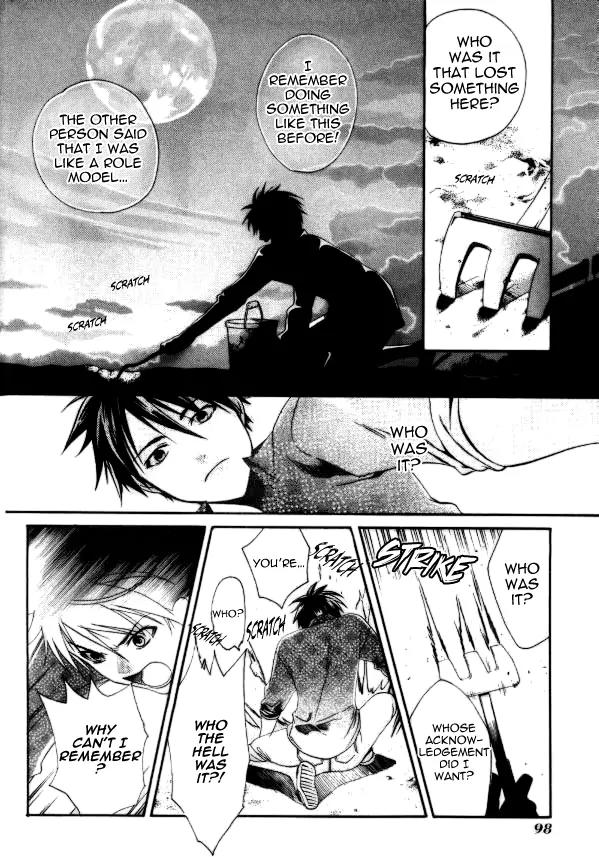 WHO
WAS IT
THAT LOST
SOMETHING
HERE?
SCRATCH
I
REMEMBER
DOING
SOMETHING
LIKE THIS
BEFORE!
THE OTHER
PERSON SAID
THAT I WAS
LIKE A ROLE
MODEL...
SCRATCH
SCRATCH
WHO
WAS
IT?
WHO
WAS
IT?
STRIKE
WHOSE
ACKNOW-
LEDGEMENT
DID I
WANT?
SCRATCH
YOU'RE...
WHO?
SCRATCH
SCRATCH
WHO
THE
HELL
WAS
IT?!
WHY
CAN'T I
REMEMBER
?
98